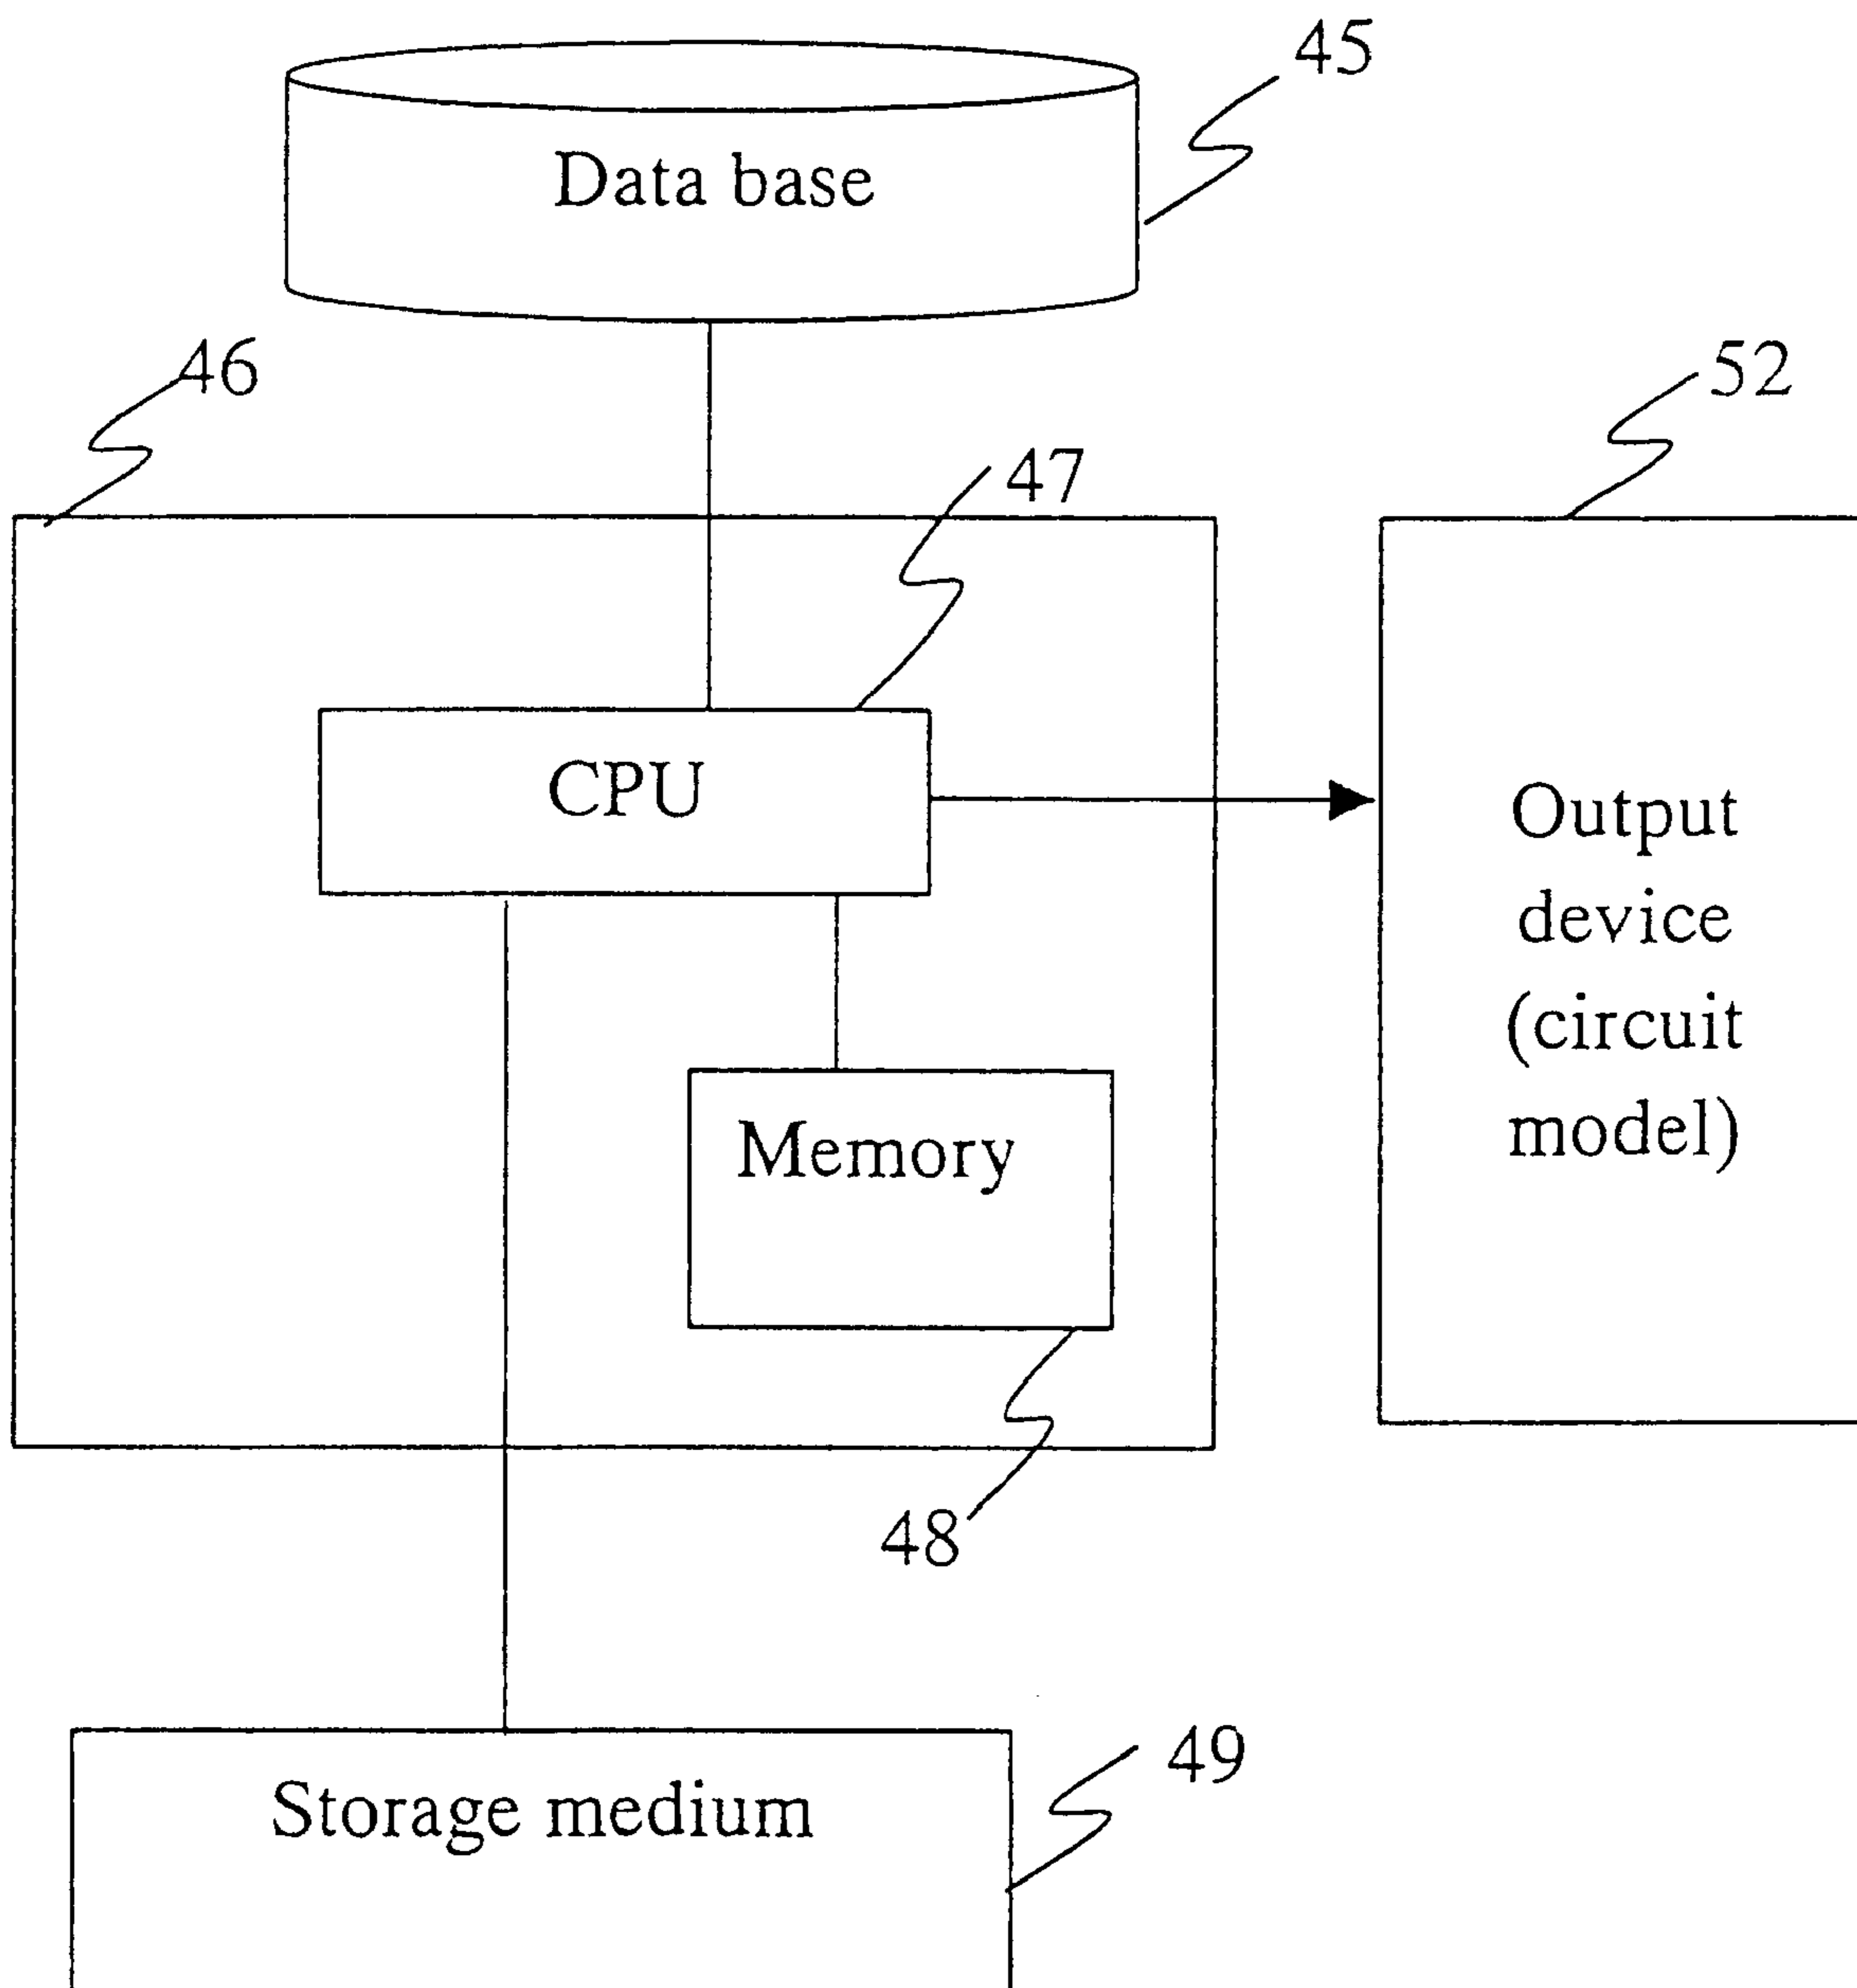 45
Data base
46
52
47
CPU
Output
device
(circuit
model)
Memory
48
49
Storage medium